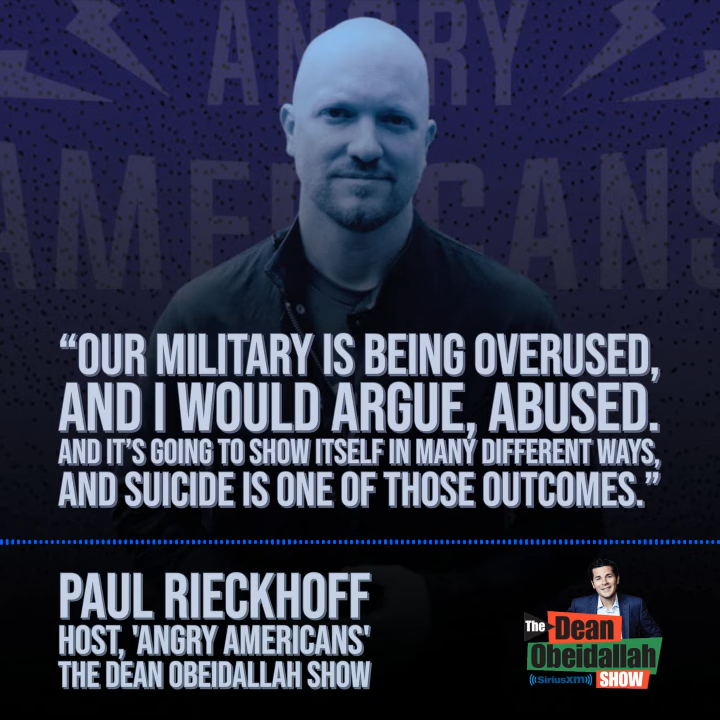 ANGRY
AMERICANS
“OUR MILITARY IS BEING OVERUSED,
AND I WOULD ARGUE, ABUSED.
AND IT’S GOING TO SHOW ITSELF IN MANY DIFFERENT WAYS,
AND SUICIDE IS ONE OF THOSE OUTCOMES.”
PAUL RIECKHOFF
HOST, 'ANGRY AMERICANS'
THE DEAN OBEIDALLAH SHOW
The Dean
Obeidallah
((SiriusXM)) SHOW